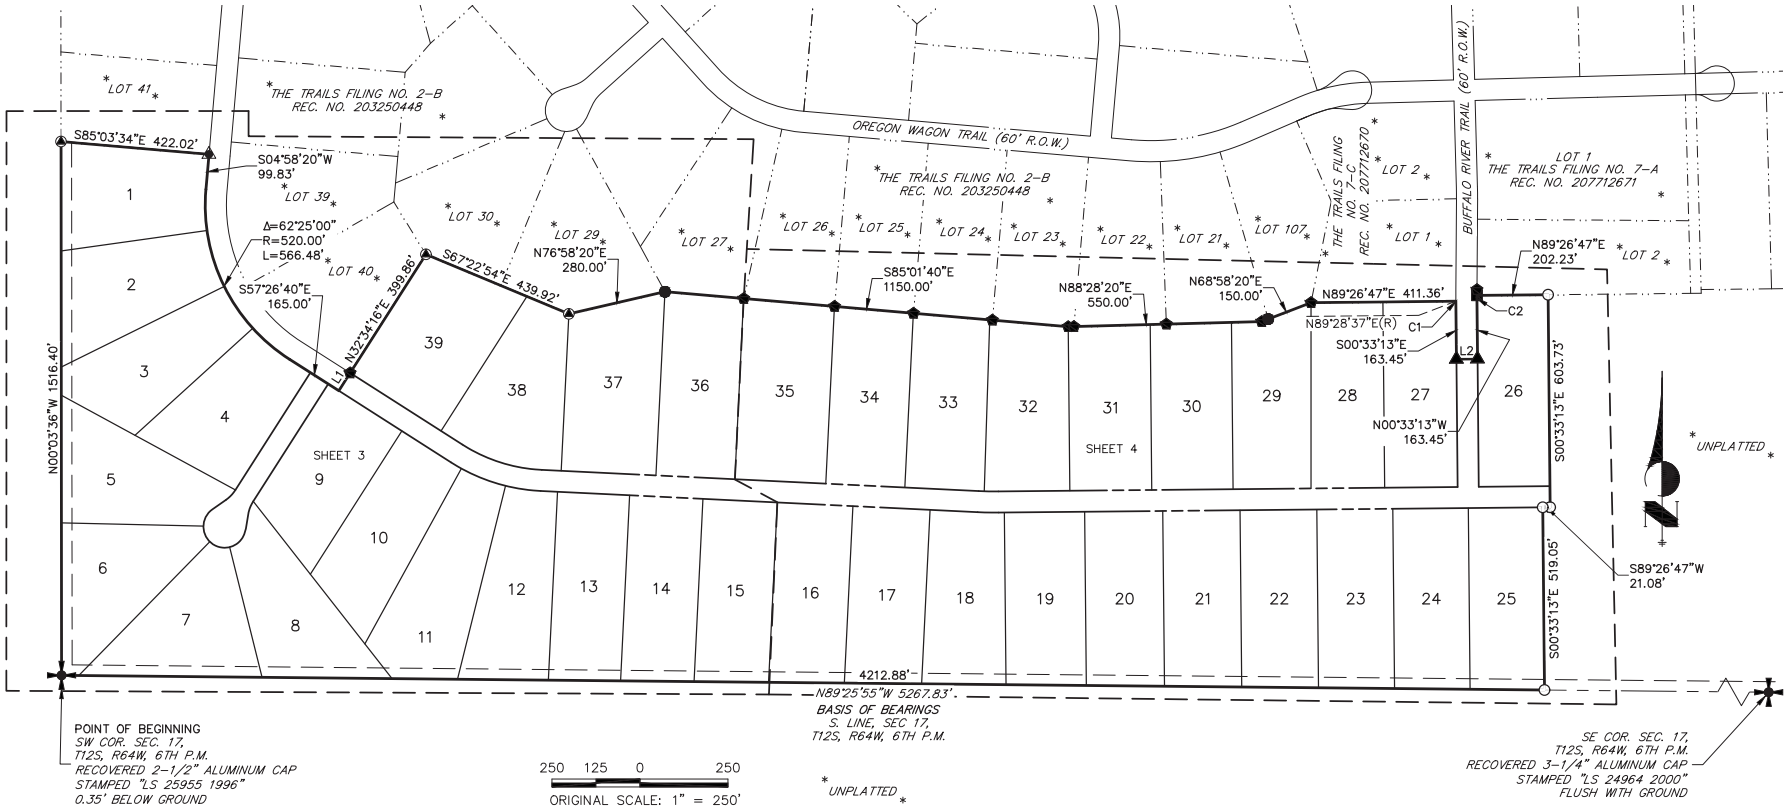 * LOT 41 *
* THE TRAILS FILING NO. 2-B
REC. NO. 203250448 *
OREGON WAGON TRAIL (60' R.O.W.)
BUFFALO RIVER TRAIL (60' R.O.W.)
S85°03'34"E 422.02'
S04°58'20"W
99.83'
* LOT 39 *
Δ=62°25'00"
R=520.00'
L=566.48'
* LOT 40 *
S57°26'40"E
165.00'
N32°34'16"E 399.86'
L1
* LOT 30 *
* LOT 29 *
S67°22'54"E 439.92'
N76°58'20"E
280.00'
* LOT 27 *
* THE TRAILS FILING NO. 2-B
REC. NO. 203250448 *
* LOT 26 *
* LOT 25 *
* LOT 24 *
* LOT 23 *
* LOT 22 *
* LOT 21 *
LOT 107
* THE TRAILS FILING
NO. 7-C
REC. NO. 207712670 *
* LOT 2 *
* LOT 1 *
* LOT 1
THE TRAILS FILING NO. 7-A
REC. NO. 207712671 *
* LOT 2 *
S85°01'40"E
1150.00'
N88°28'20"E
550.00'
N68°58'20"E
150.00'
N89°26'47"E 411.36'
N89°28'37"E(R)
C1
S00°33'13"E
163.45'
L2
C2
N89°26'47"E
202.23'
N00°33'13"W
163.45'
S00°33'13"E 603.73'
* UNPLATTED *
N
S89°26'47"W
21.08'
S00°33'13"E 519.05'
N00°03'36"W 1516.40'
1
2
3
4
5
6
7
8
9
SHEET 3
10
11
12
13
14
15
16
17
18
19
20
21
22
23
24
25
26
27
28
29
30
31
SHEET 4
32
33
34
35
36
37
38
39
4212.88'
N89°25'55"W 5267.83'
BASIS OF BEARINGS
S. LINE, SEC 17,
T12S, R64W, 6TH P.M.
POINT OF BEGINNING
SW COR. SEC. 17,
T12S, R64W, 6TH P.M.
RECOVERED 2-1/2" ALUMINUM CAP
STAMPED "LS 25955 1996"
0.35' BELOW GROUND
250 125 0 250
ORIGINAL SCALE: 1" = 250'
* UNPLATTED *
SE COR. SEC. 17,
T12S, R64W, 6TH P.M.
RECOVERED 3-1/4" ALUMINUM CAP
STAMPED "LS 24964 2000"
FLUSH WITH GROUND